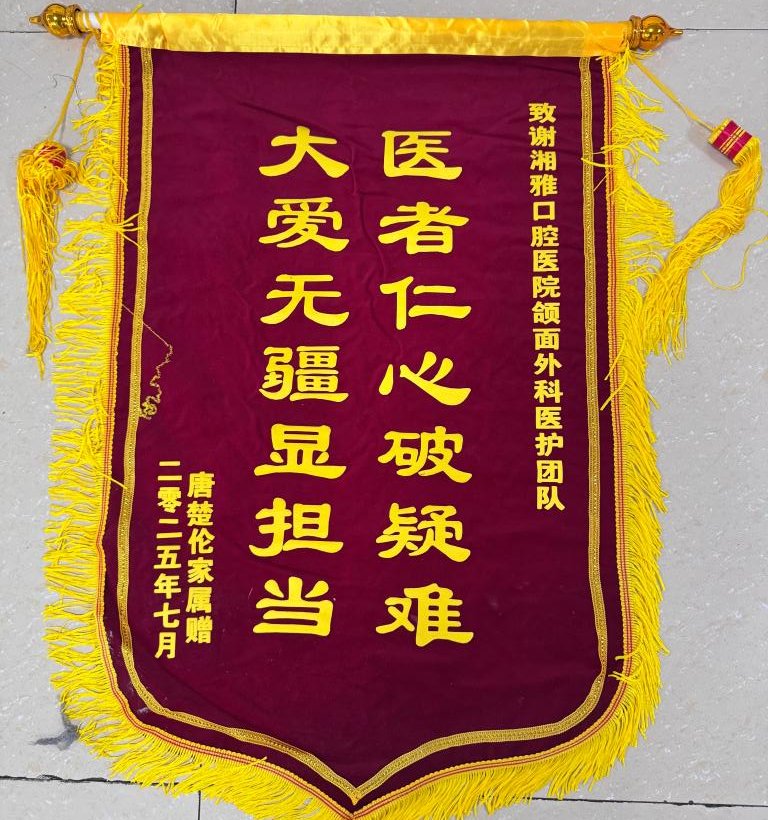 致谢湘雅口腔医院颌面外科医护团队
医者仁心破疑难
大爱无疆显担当
唐楚伦家属赠
二零二五年七月